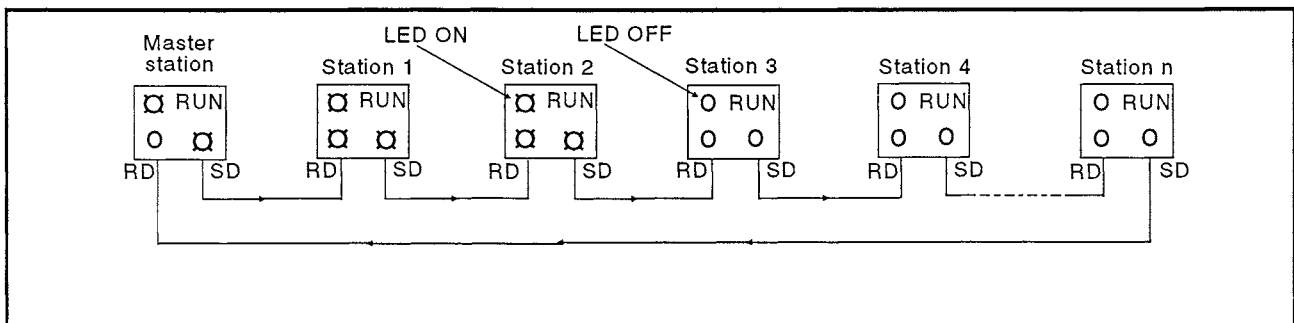 LED ON
LED OFF
Master
station
Station 1
Station 2
Station 3
Station 4
Station n
RUN
RUN
RUN
RUN
RUN
RUN
RD
SD
RD
SD
RD
SD
RD
SD
RD
SD
RD
SD